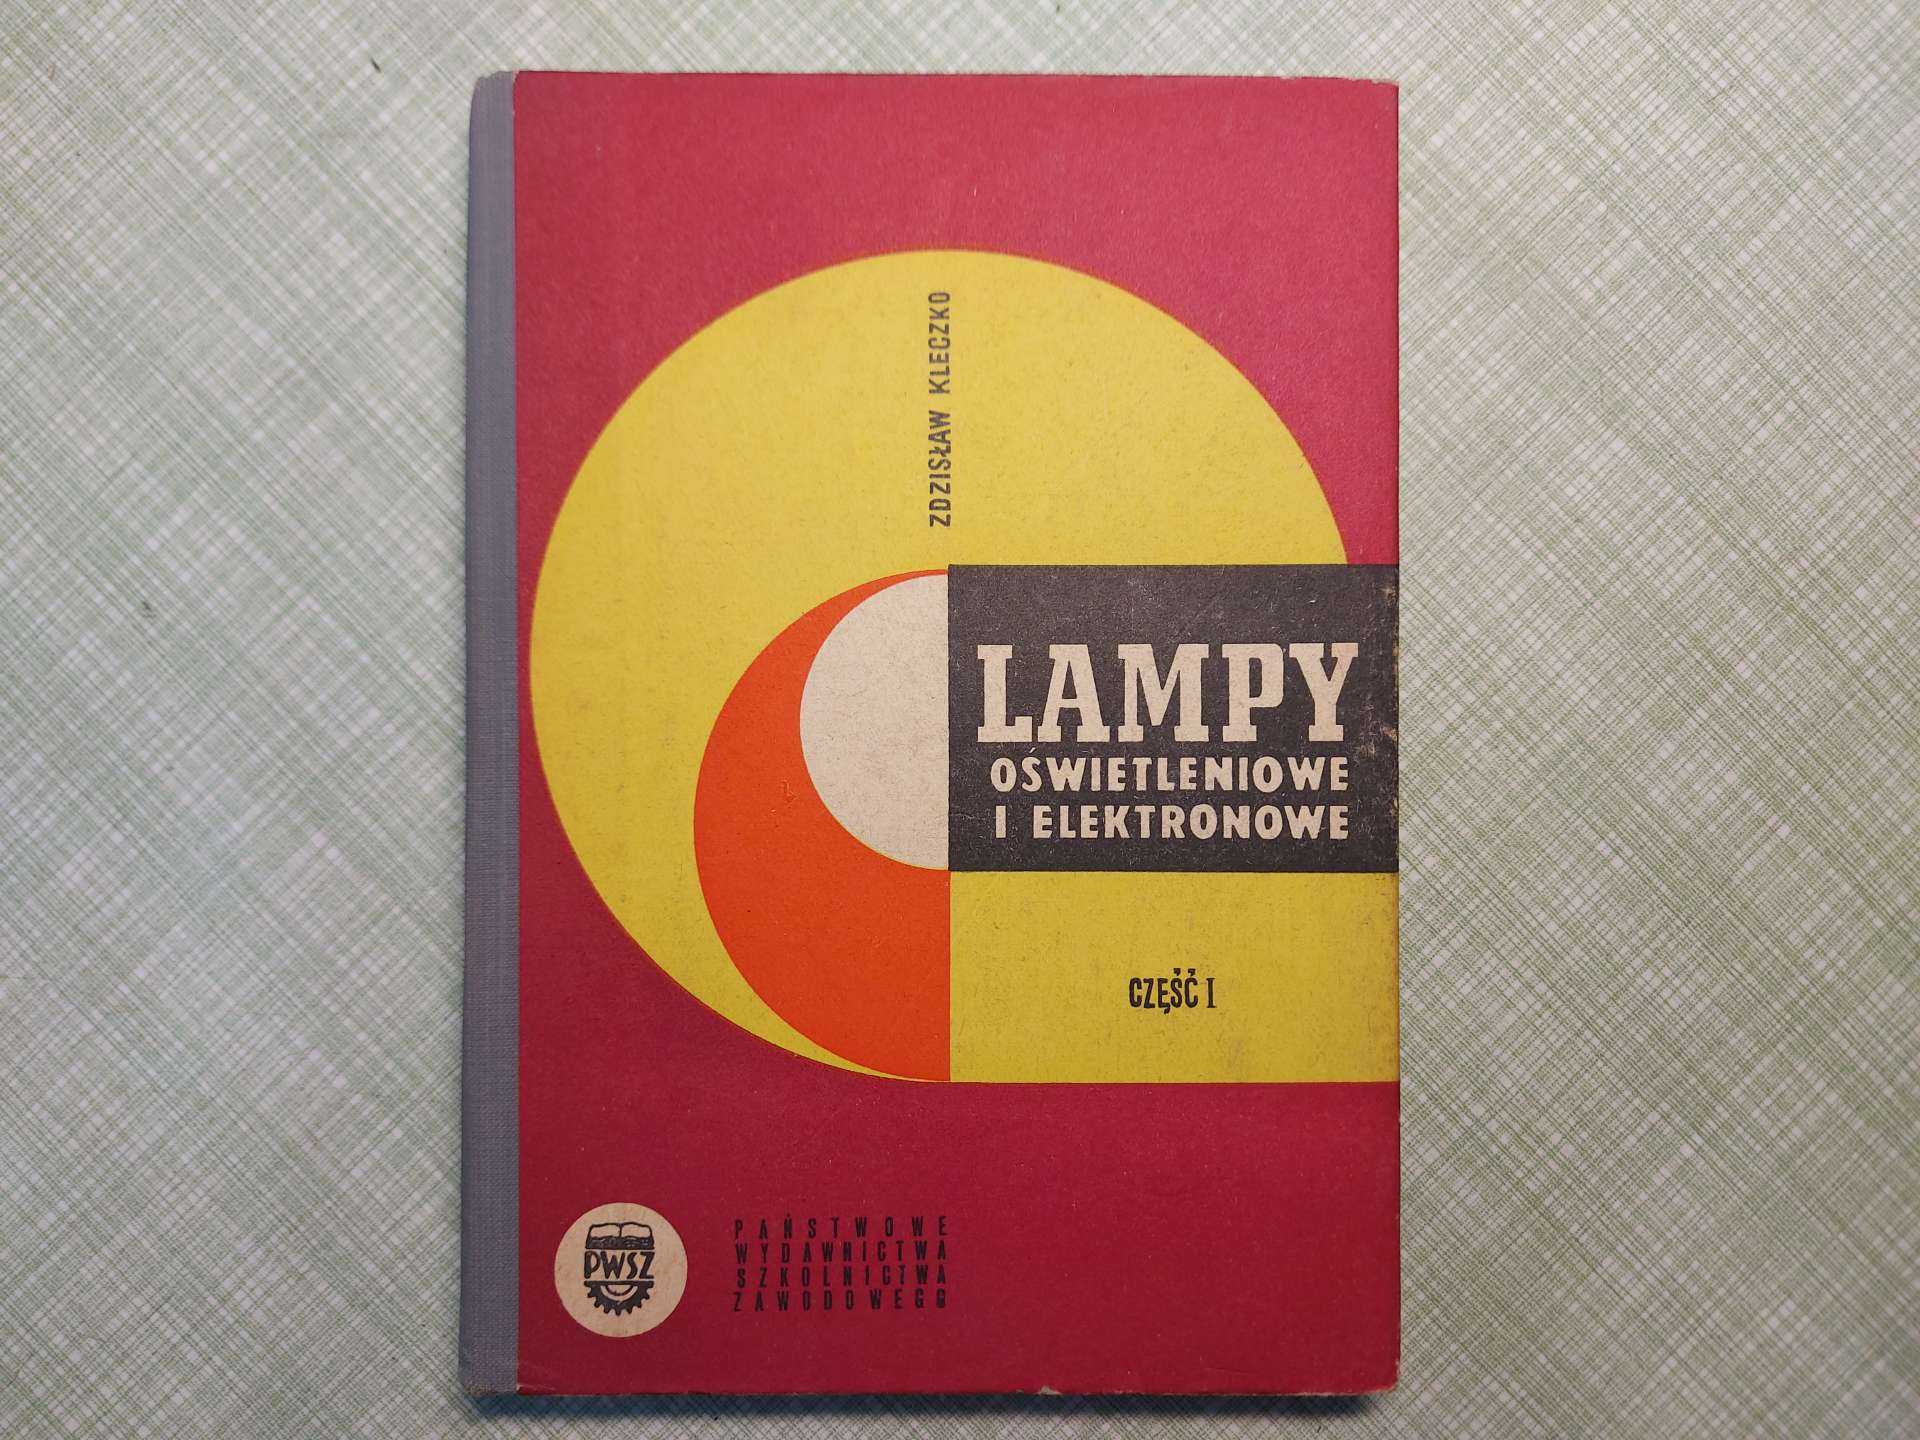 ZDZISŁAW KLECZKO
LAMPY
OŚWIETLENIOWE
I ELEKTRONOWE
CZĘŚĆ I
PWSZ
PAŃSTWOWE
WYDAWNICTWA
SZKOLNICTWA
ZAWODOWEGO